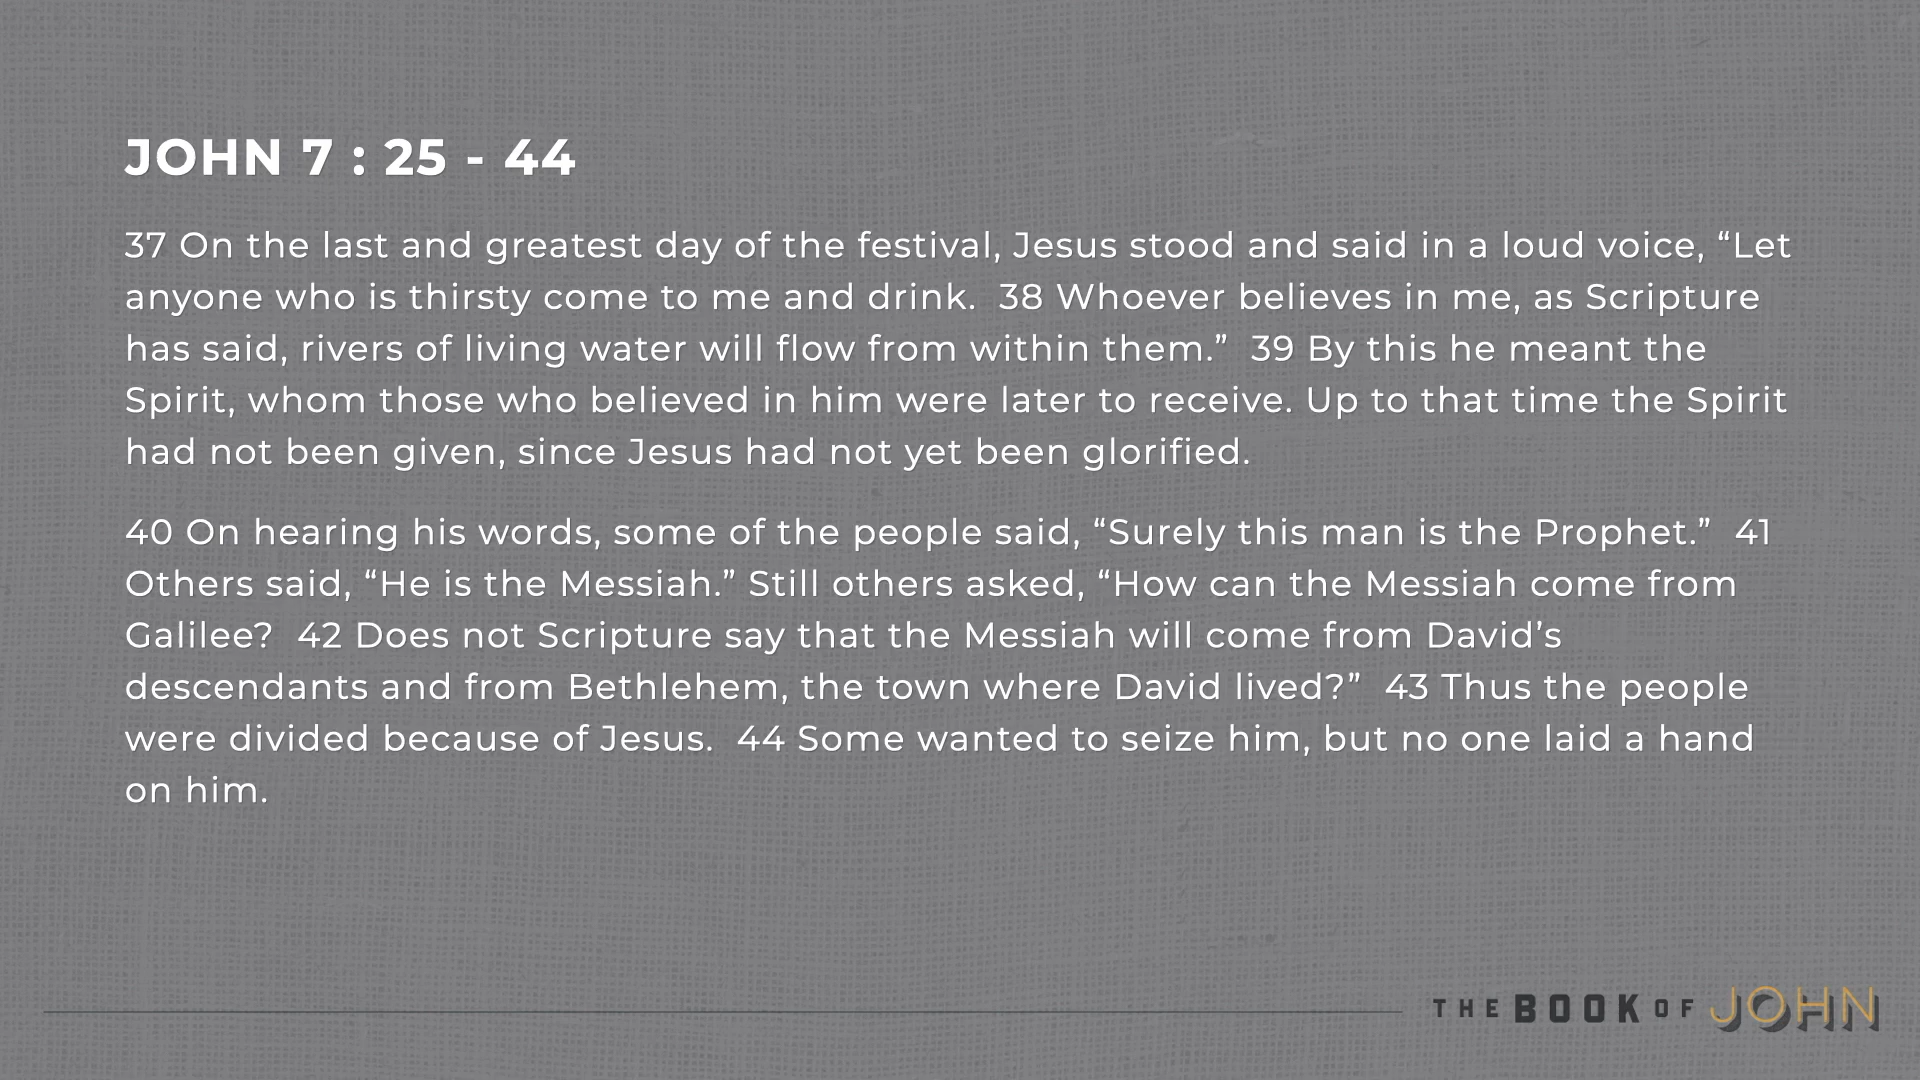 JOHN 7 : 25 - 44
37 On the last and greatest day of the festival, Jesus stood and said in a loud voice, “Let
anyone who is thirsty come to me and drink.  38 Whoever believes in me, as Scripture
has said, rivers of living water will flow from within them.”  39 By this he meant the
Spirit, whom those who believed in him were later to receive. Up to that time the Spirit
had not been given, since Jesus had not yet been glorified.
40 On hearing his words, some of the people said, “Surely this man is the Prophet.”  41
Others said, “He is the Messiah.” Still others asked, “How can the Messiah come from
Galilee?  42 Does not Scripture say that the Messiah will come from David’s
descendants and from Bethlehem, the town where David lived?”  43 Thus the people
were divided because of Jesus.  44 Some wanted to seize him, but no one laid a hand
on him.
THE BOOK OF JOHN